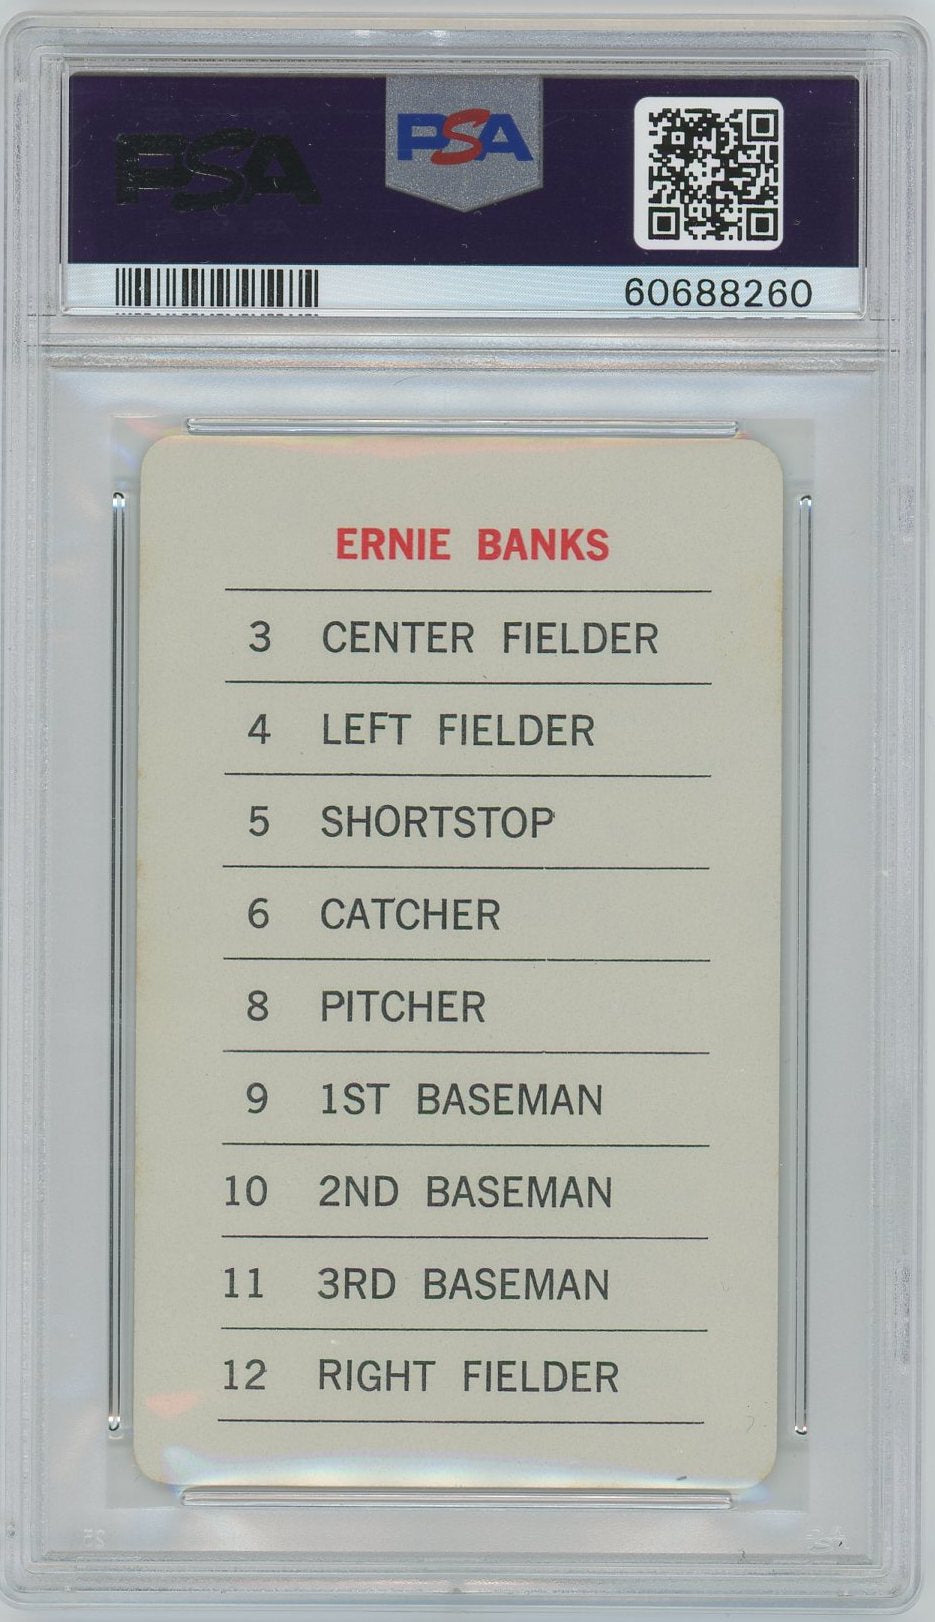 PSA
PSA
60688260
ERNIE BANKS
3 CENTER FIELDER
4 LEFT FIELDER
5 SHORTSTOP
6 CATCHER
8 PITCHER
9 1ST BASEMAN
10 2ND BASEMAN
11 3RD BASEMAN
12 RIGHT FIELDER